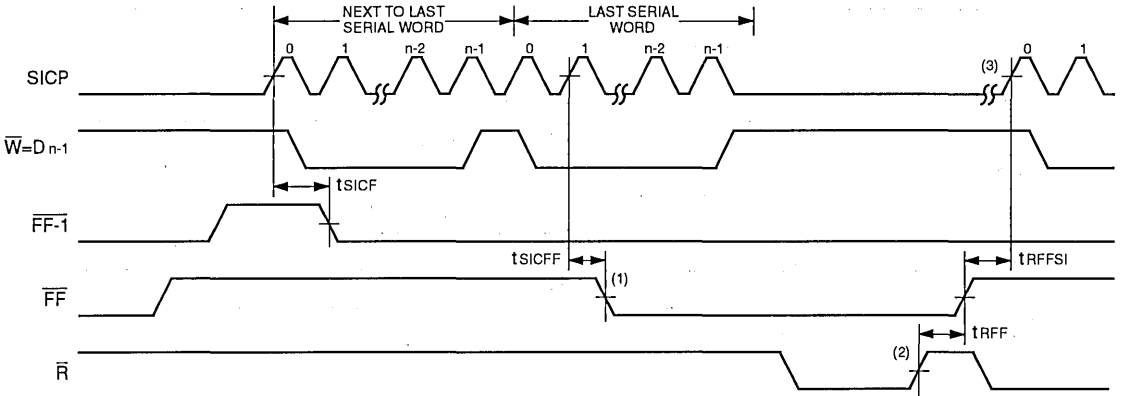 NEXT TO LAST
SERIAL WORD
LAST SERIAL
WORD
0 1 n-2 n-1 0 1 n-2 n-1 0 1
SICP
(3)
W=D n-1
tSICF
FF-1
tSICFF
tRFFSI
(1)
FF
tRFF
(2)
R